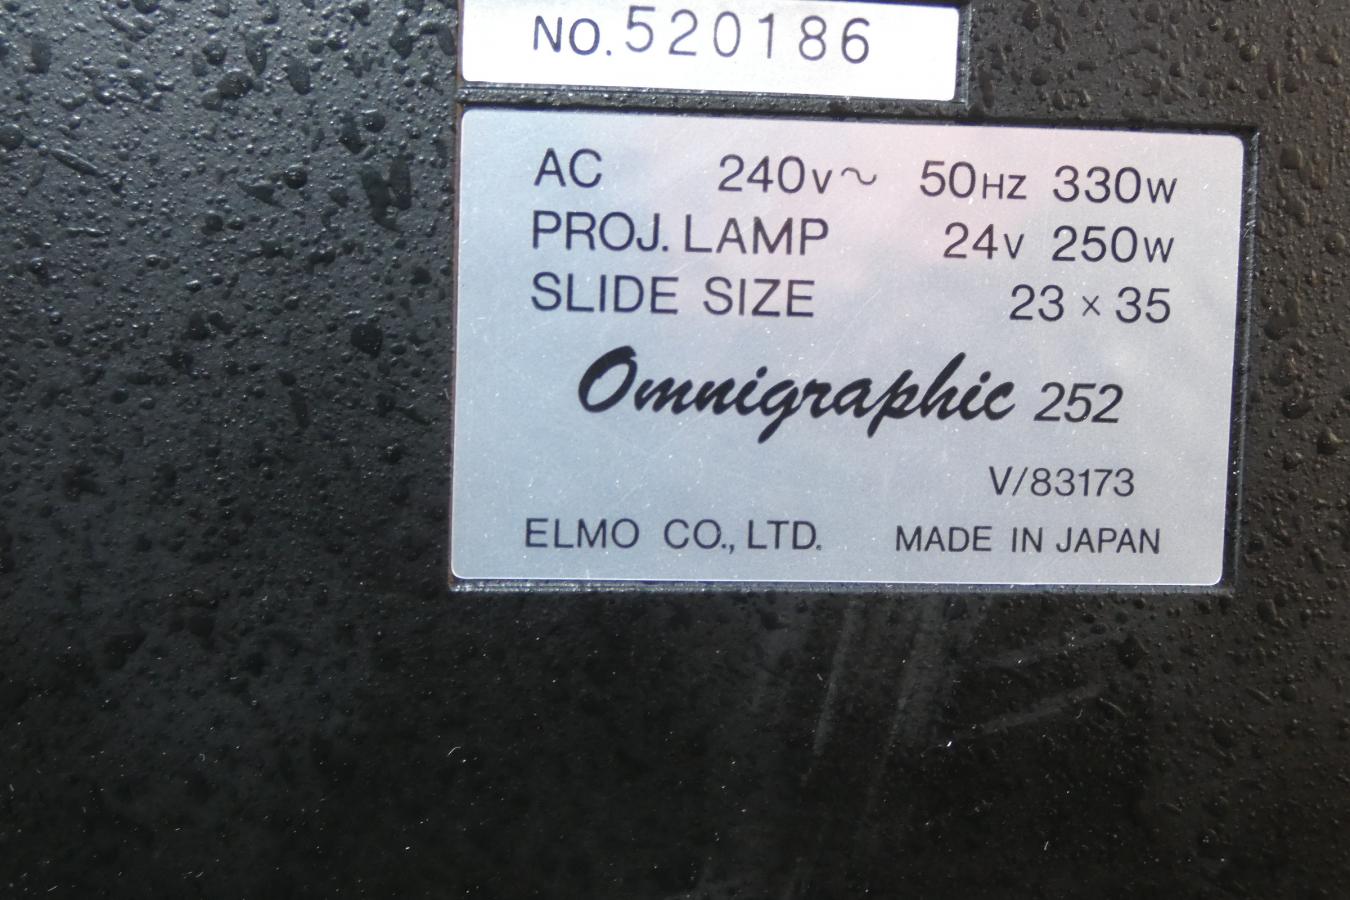 NO. 520186
AC 240V~ 50HZ 330W
PROJ. LAMP 24V 250W
SLIDE SIZE 23 × 35
Omnigraphic 252
V/83173
ELMO CO., LTD. MADE IN JAPAN